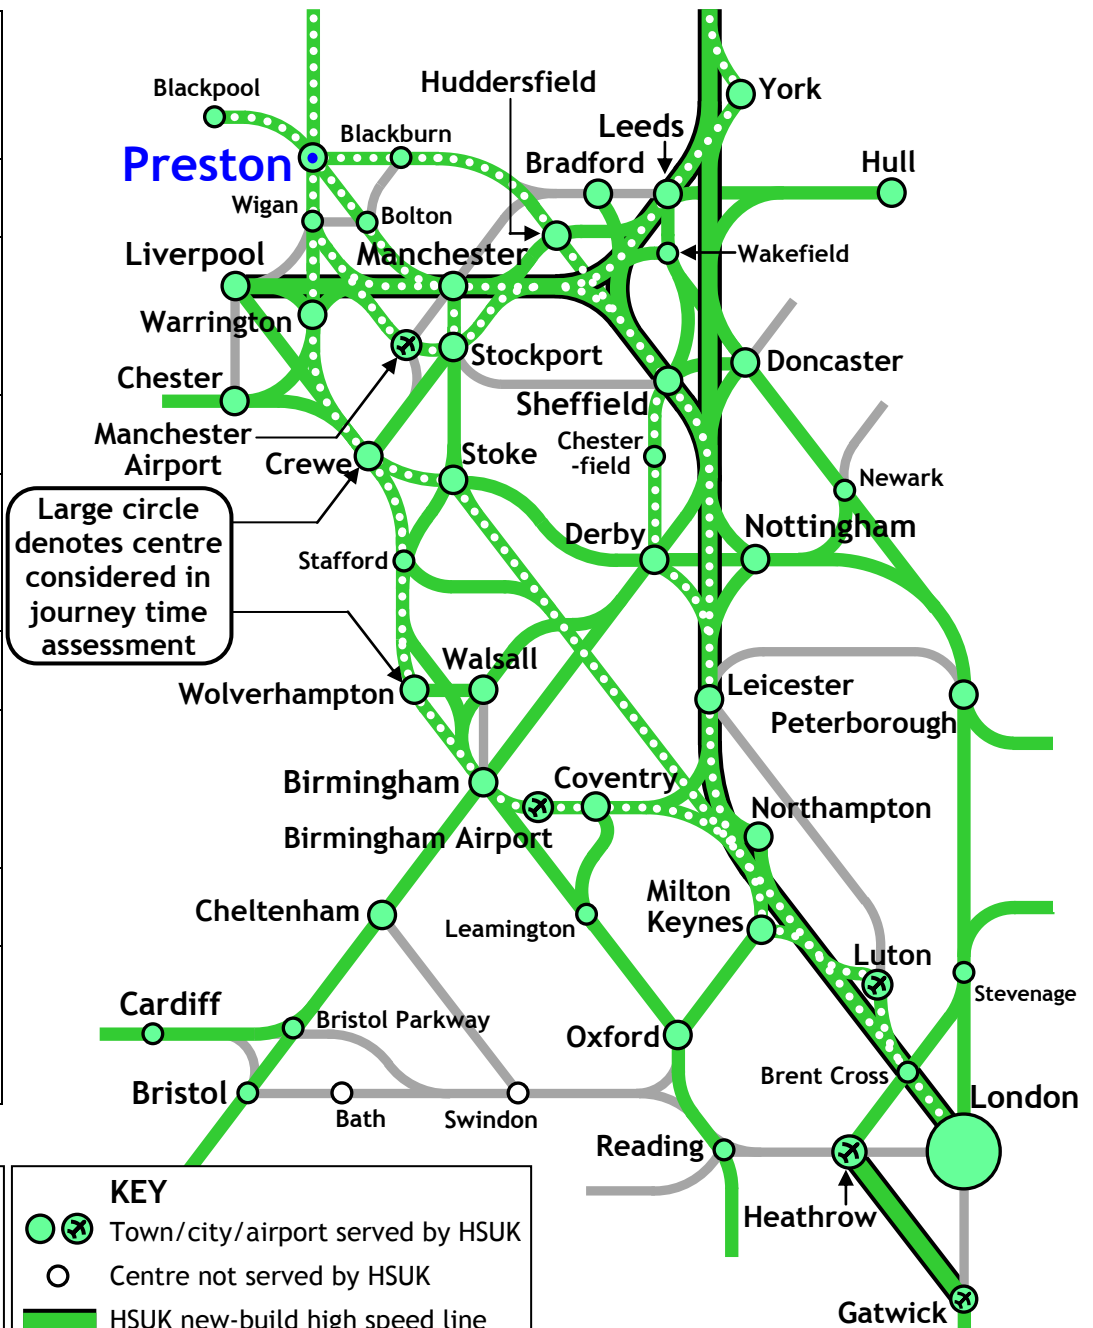 Huddersfield
Blackpool
York
Leeds
Blackburn
Preston
Bradford
Hull
Wigan
Bolton
Liverpool
Manchester
Wakefield
Warrington
Stockport
Doncaster
Chester
Sheffield
Manchester
Airport
Chester
-field
Crewe
Stoke
Newark
Large circle
denotes centre
considered in
journey time
assessment
Nottingham
Derby
Stafford
Walsall
Wolverhampton
Leicester
Peterborough
Birmingham
Coventry
Northampton
Birmingham Airport
Milton
Keynes
Cheltenham
Leamington
Luton
Stevenage
Cardiff
Bristol Parkway
Oxford
Brent Cross
Bristol
London
Bath
Swindon
Reading
Heathrow
Gatwick
KEY
Town/city/airport served by HSUK
Centre not served by HSUK
HSUK new-build high speed line